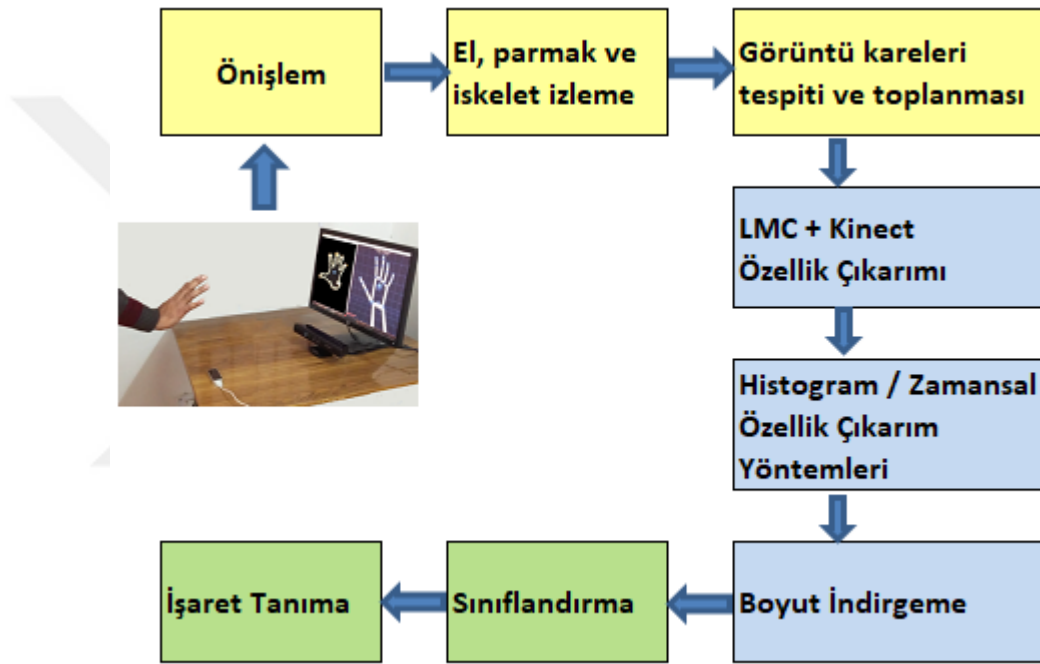 Önişlem
El, parmak ve
iskelet izleme
Görüntü kareleri
tespiti ve toplanması
LMC + Kinect
Özellik Çıkarımı
Histogram / Zamansal
Özellik Çıkarım
Yöntemleri
Boyut İndirgeme
Sınıflandırma
İşaret Tanıma